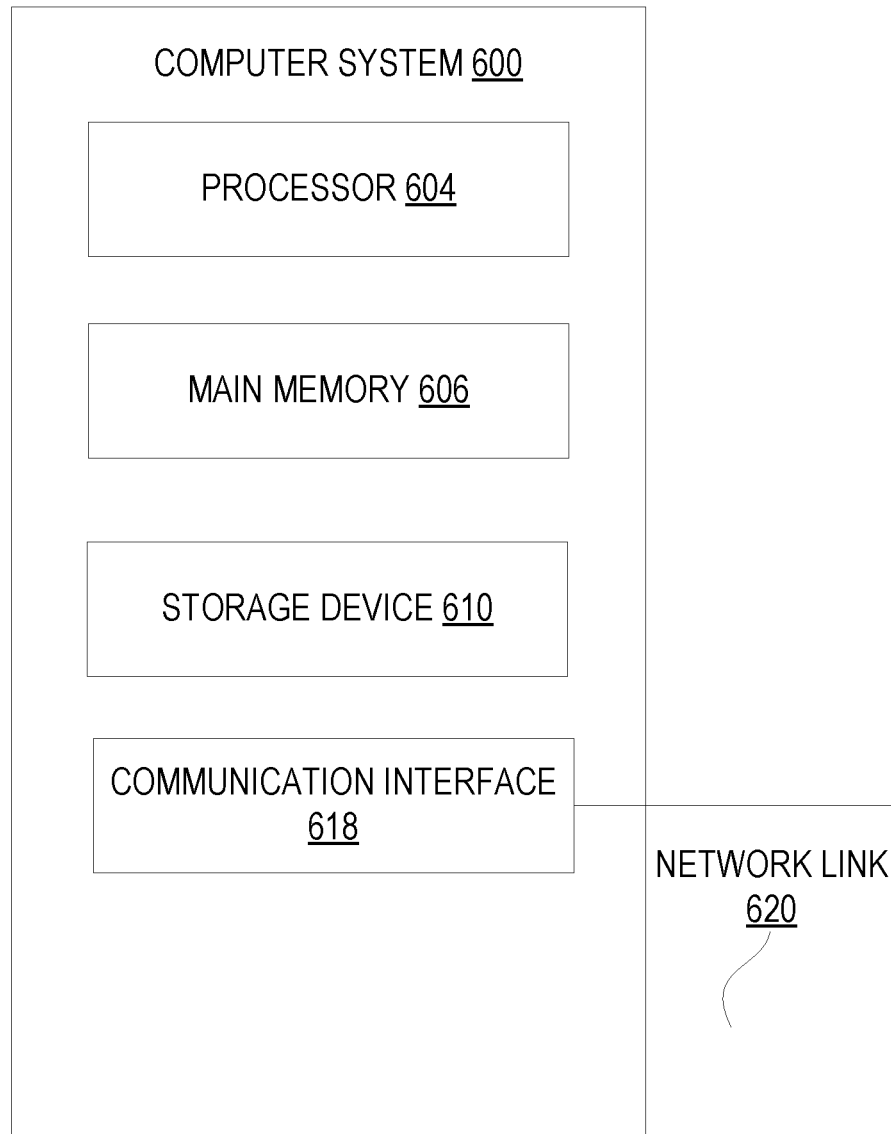 COMPUTER SYSTEM 600
PROCESSOR 604
MAIN MEMORY 606
STORAGE DEVICE 610
COMMUNICATION INTERFACE
618
NETWORK LINK
620